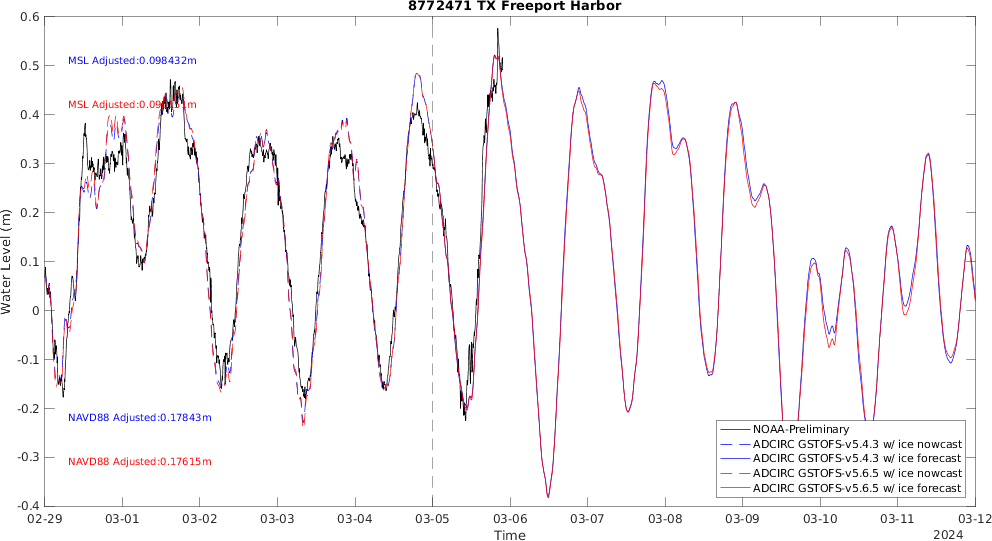 8772471 TX Freeport Harbor
0.6
0.5
0.4
0.3
0.2
0.1
0
-0.1
-0.2
-0.3
-0.4
Water Level (m)
MSL Adjusted:0.098432m
MSL Adjusted:
NAVD88 Adjusted:0.17843m
NAVD88 Adjusted:0.17615m
NOAA-Preliminary
ADCIRC GSTOFS-v5.4.3 w/ ice nowcast
ADCIRC GSTOFS-v5.4.3 w/ ice forecast
ADCIRC GSTOFS-v5.6.5 w/ ice nowcast
ADCIRC GSTOFS-v5.6.5 w/ ice forecast
02-29 03-01 03-02 03-03 03-04 03-05 03-06 03-07 03-08 03-09 03-10 03-11 03-12
Time
2024